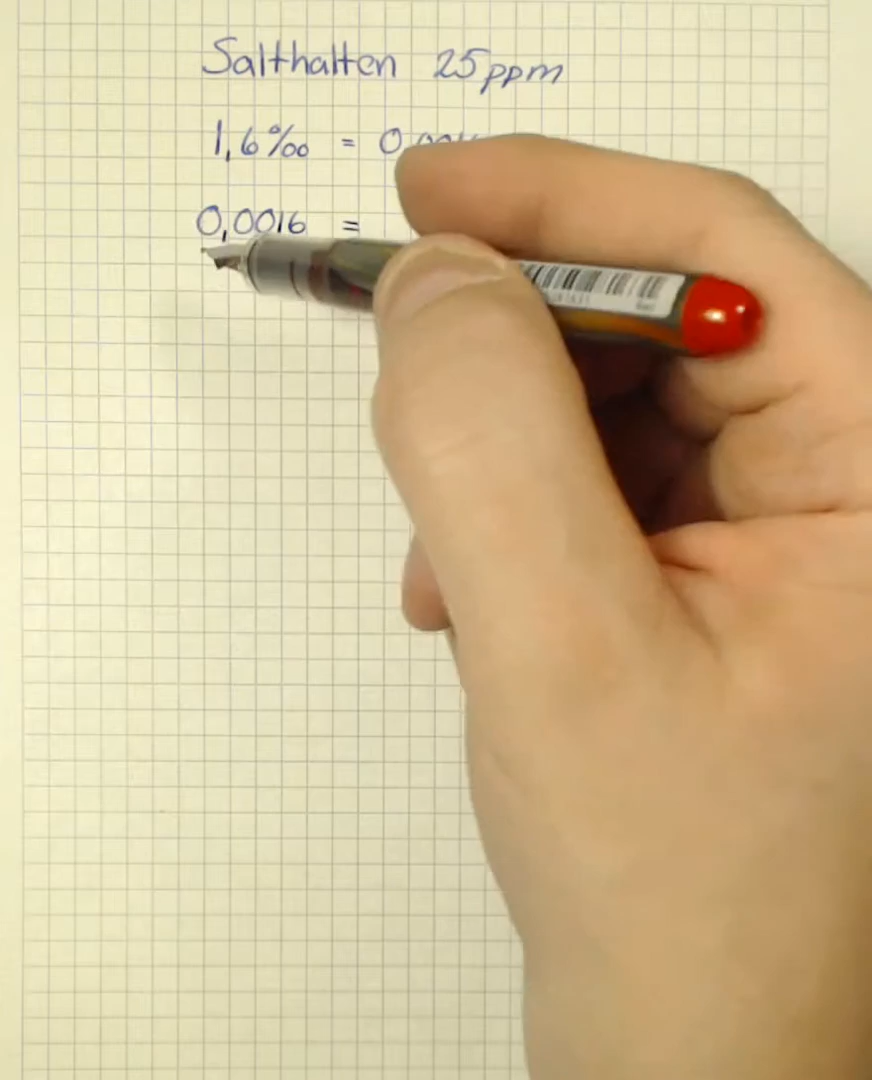 Salthalten 25ppm
1,6‰ =
0,0016 =